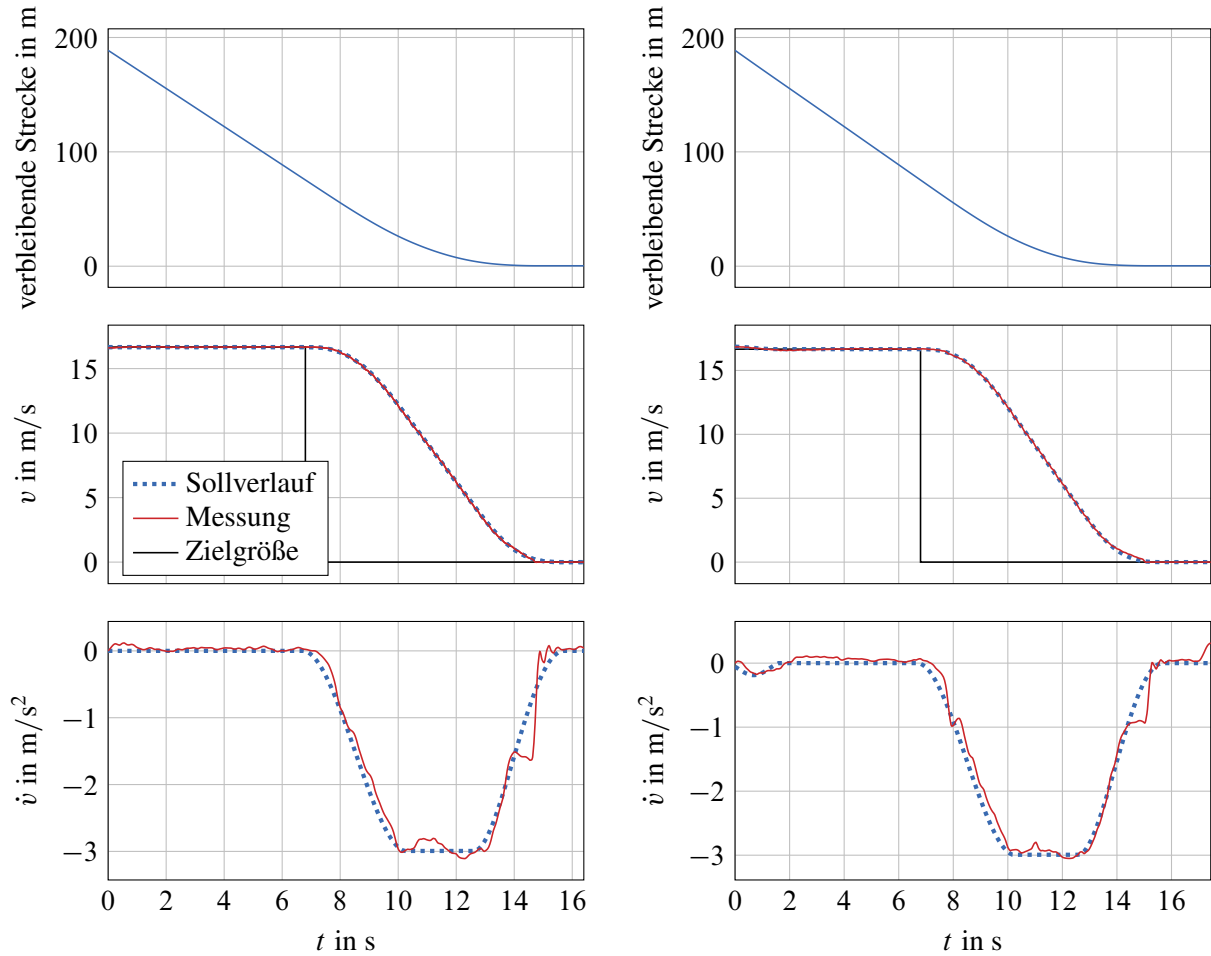 verbleibende Strecke in m
200
100
0
verbleibende Strecke in m
200
100
0
v in m/s
15
10
5
0
Sollverlauf
Messung
Zielgröße
v in m/s
15
10
5
0
v̇ in m/s²
0
−1
−2
−3
0 2 4 6 8 10 12 14 16
t in s
v̇ in m/s²
0
−1
−2
−3
0 2 4 6 8 10 12 14 16
t in s